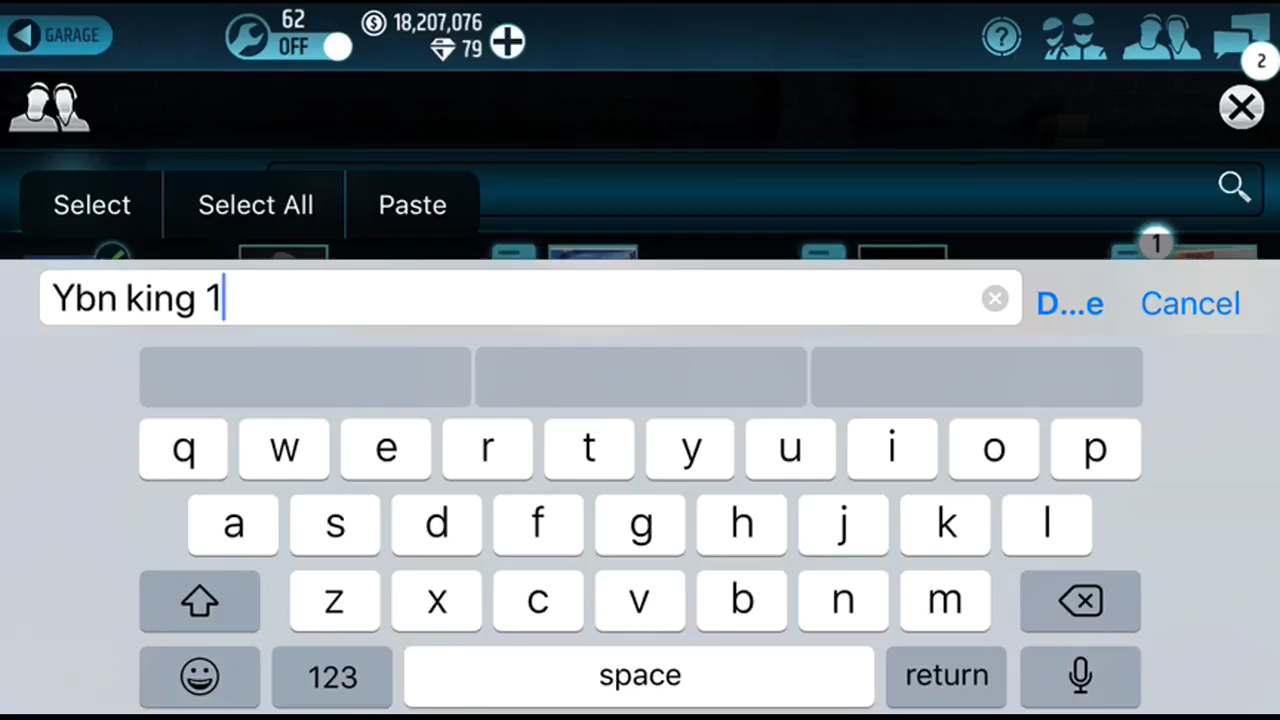 GARAGE
62
OFF
18,207,076
79
2
Select
Select All
Paste
1
Ybn king 1
D...e
Cancel
q w e r t y u i o p
a s d f g h j k l
z x c v b n m
123
space
return